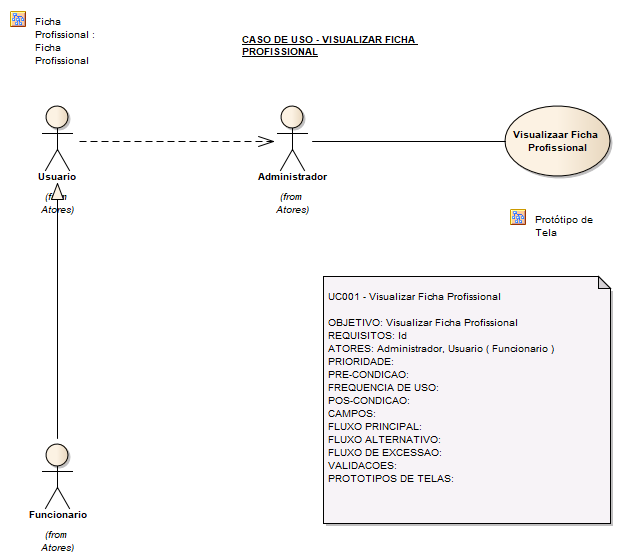 Ficha
Profissional :
Ficha
Profissional
CASO DE USO - VISUALIZAR FICHA
PROFISSIONAL
Usuario
(from
Atores)
Administrador
(from
Atores)
Visualizaar Ficha
Profissional
Protótipo de
Tela
UC001 - Visualizar Ficha Profissional
OBJETIVO: Visualizar Ficha Profissional
REQUISITOS: Id
ATORES: Administrador, Usuario ( Funcionario )
PRIORIDADE:
PRE-CONDICAO:
FREQUENCIA DE USO:
POS-CONDICAO:
CAMPOS:
FLUXO PRINCIPAL:
FLUXO ALTERNATIVO:
FLUXO DE EXCESSAO:
VALIDACOES:
PROTOTIPOS DE TELAS:
Funcionario
(from
Atores)